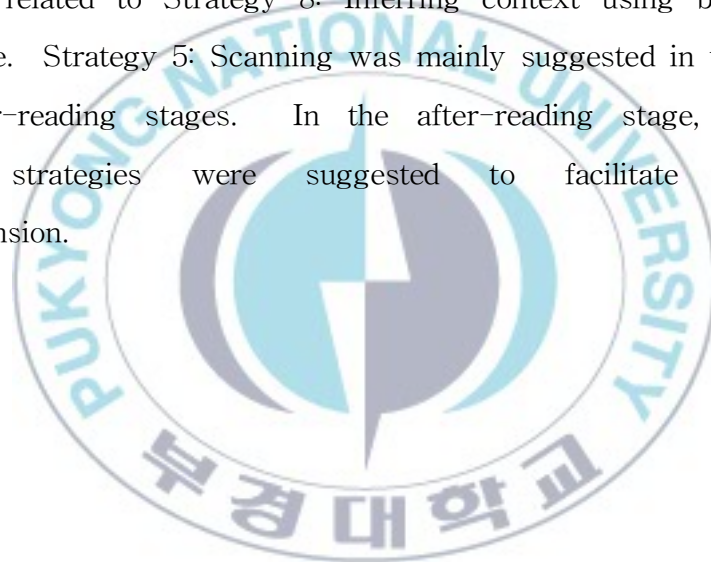 related to Strategy 8: Inferring context using b
e. Strategy 5: Scanning was mainly suggested in
r-reading stages. In the after-reading stage,
strategies were suggested to facilitate
nsion.
PUKYONG NATIONAL UNIVERSITY
부경대학교